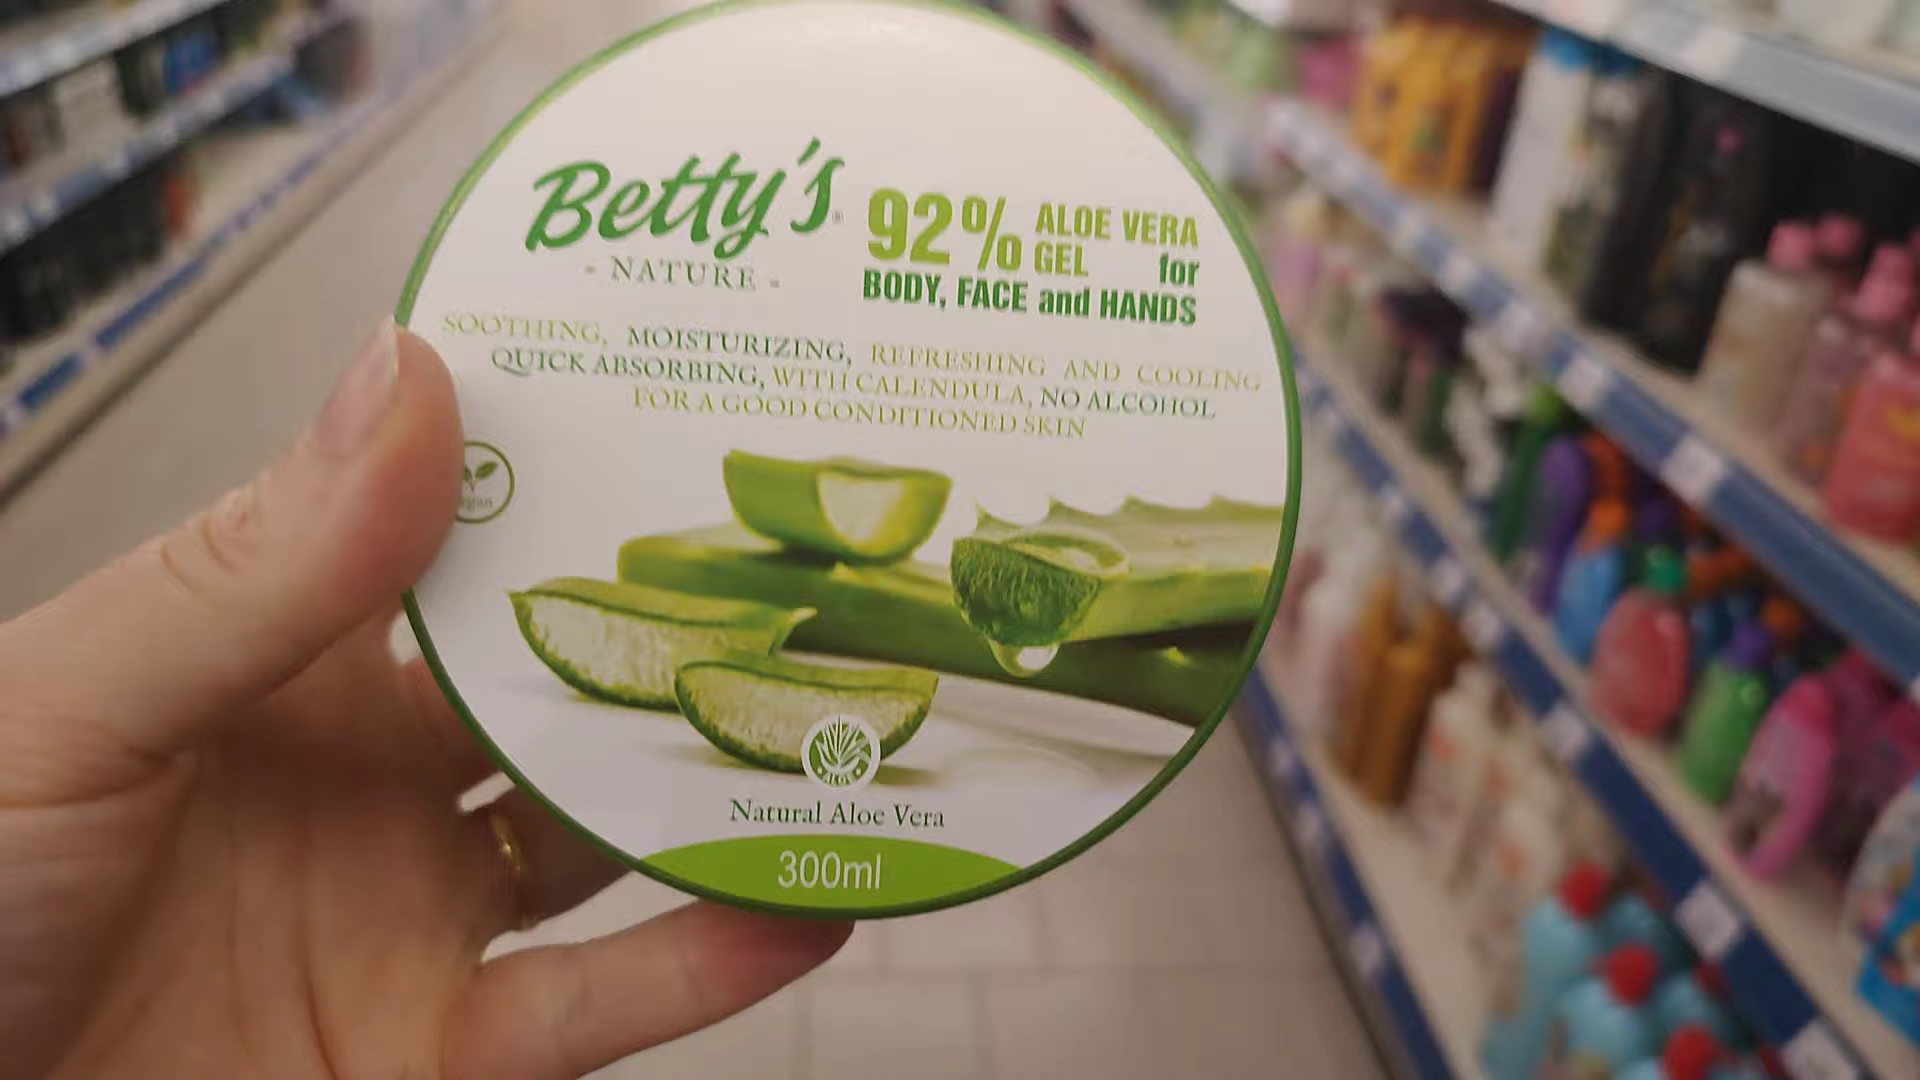 Betty's
- NATURE -
92% ALOE VERA
GEL for
BODY, FACE and HANDS
SOOTHING, MOISTURIZING, REFRESHING AND COOLING
QUICK ABSORBING, WITH CALENDULA, NO ALCOHOL
FOR A GOOD CONDITIONED SKIN
ALOE
Natural Aloe Vera
300ml